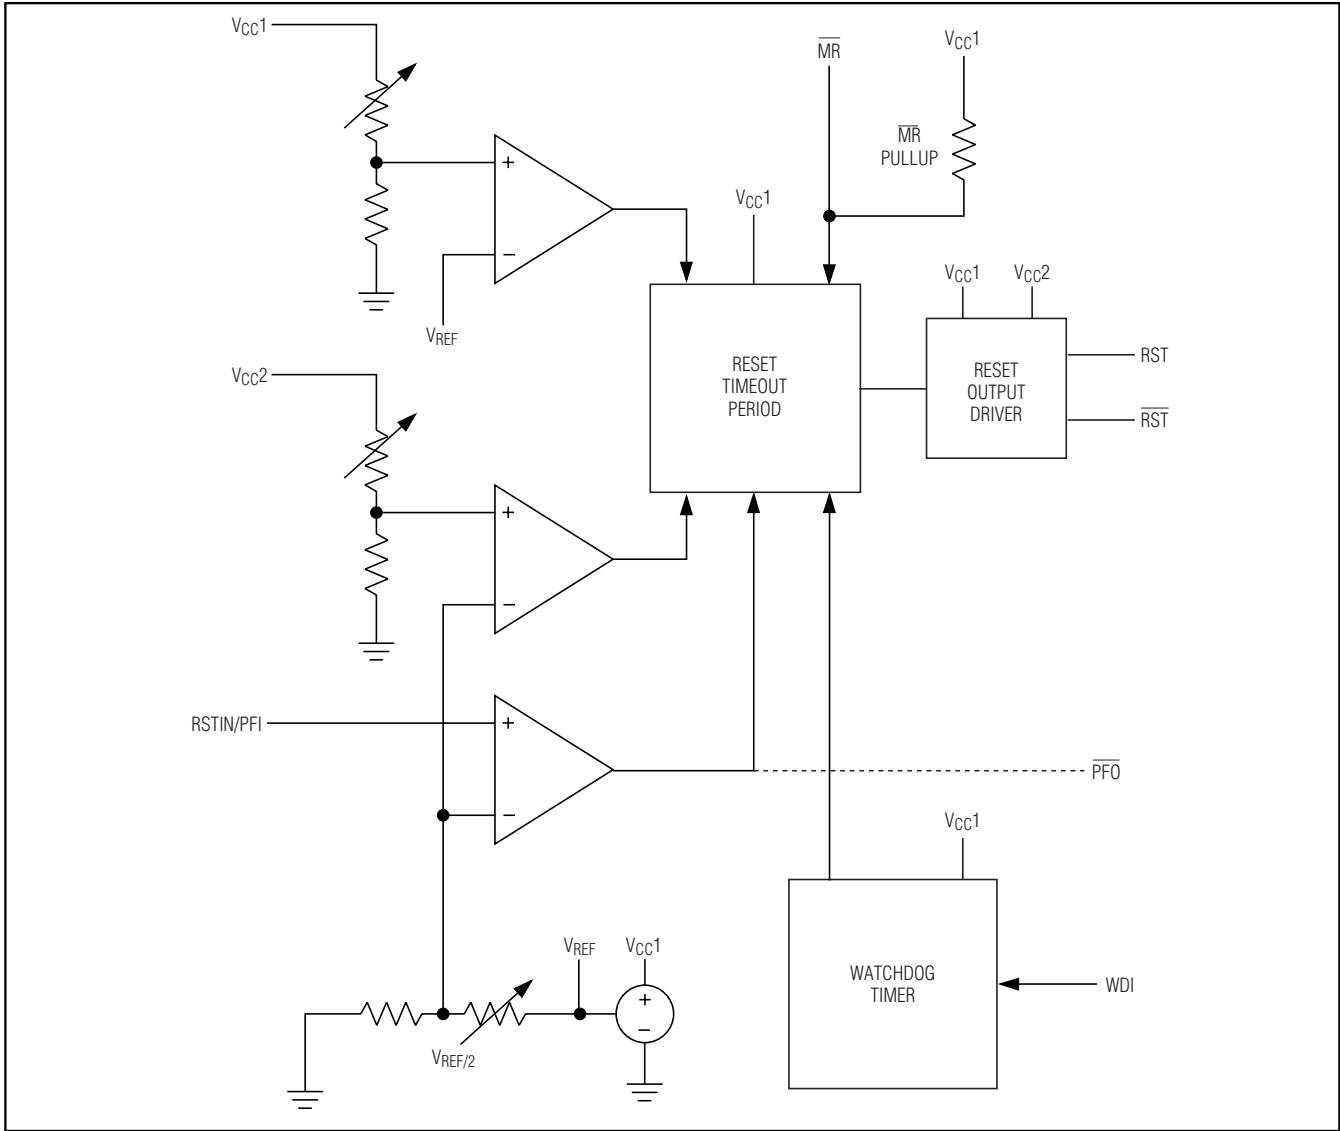 VCC1
MR
VCC1
MR
PULLUP
+
−
VREF
VCC1
VCC1
VCC2
RESET
TIMEOUT
PERIOD
RESET
OUTPUT
DRIVER
RST
RST
VCC2
+
−
RSTIN/PFI
+
−
PFO
VCC1
WATCHDOG
TIMER
WDI
VREF
VCC1
+
−
VREF/2